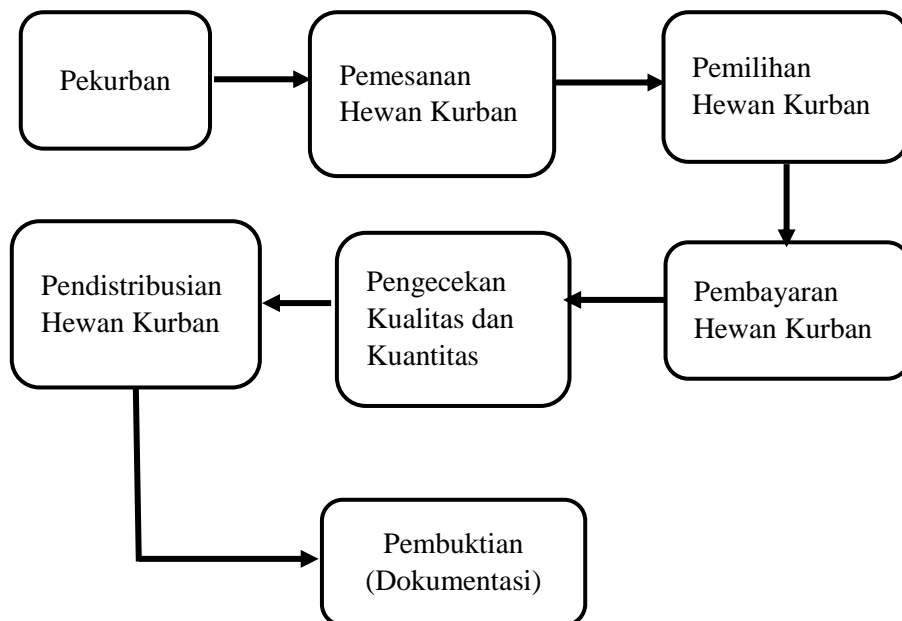 Pekurban
Pemesanan
Hewan Kurban
Pemilihan
Hewan Kurban
Pembayaran
Hewan Kurban
Pengecekan
Kualitas dan
Kuantitas
Pendistribusian
Hewan Kurban
Pembuktian
(Dokumentasi)